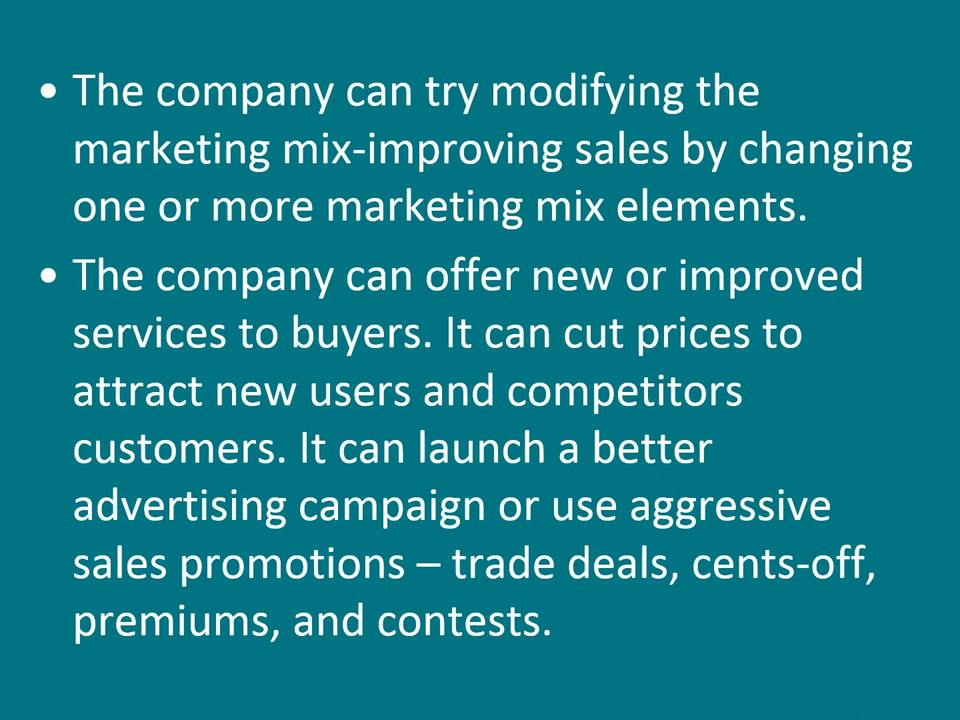 • The company can try modifying the
marketing mix-improving sales by changing
one or more marketing mix elements.
• The company can offer new or improved
services to buyers. It can cut prices to
attract new users and competitors
customers. It can launch a better
advertising campaign or use aggressive
sales promotions – trade deals, cents-off,
premiums, and contests.